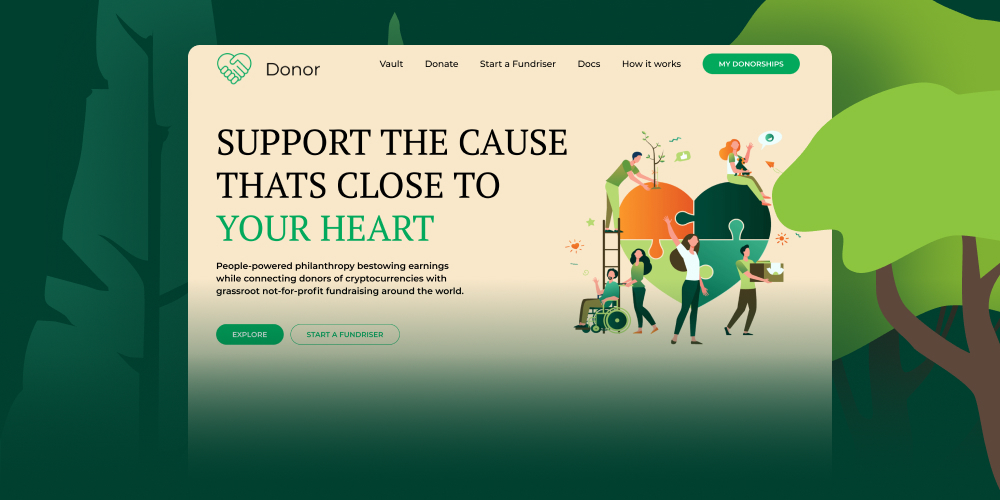 Donor
Vault
Donate
Start a Fundriser
Docs
How it works
MY DONORSHIPS
SUPPORT THE CAUSE
THATS CLOSE TO
YOUR HEART
People-powered philanthropy bestowing earnings
while connecting donors of cryptocurrencies with
grassroot not-for-profit fundraising around the world.
EXPLORE
START A FUNDRISER